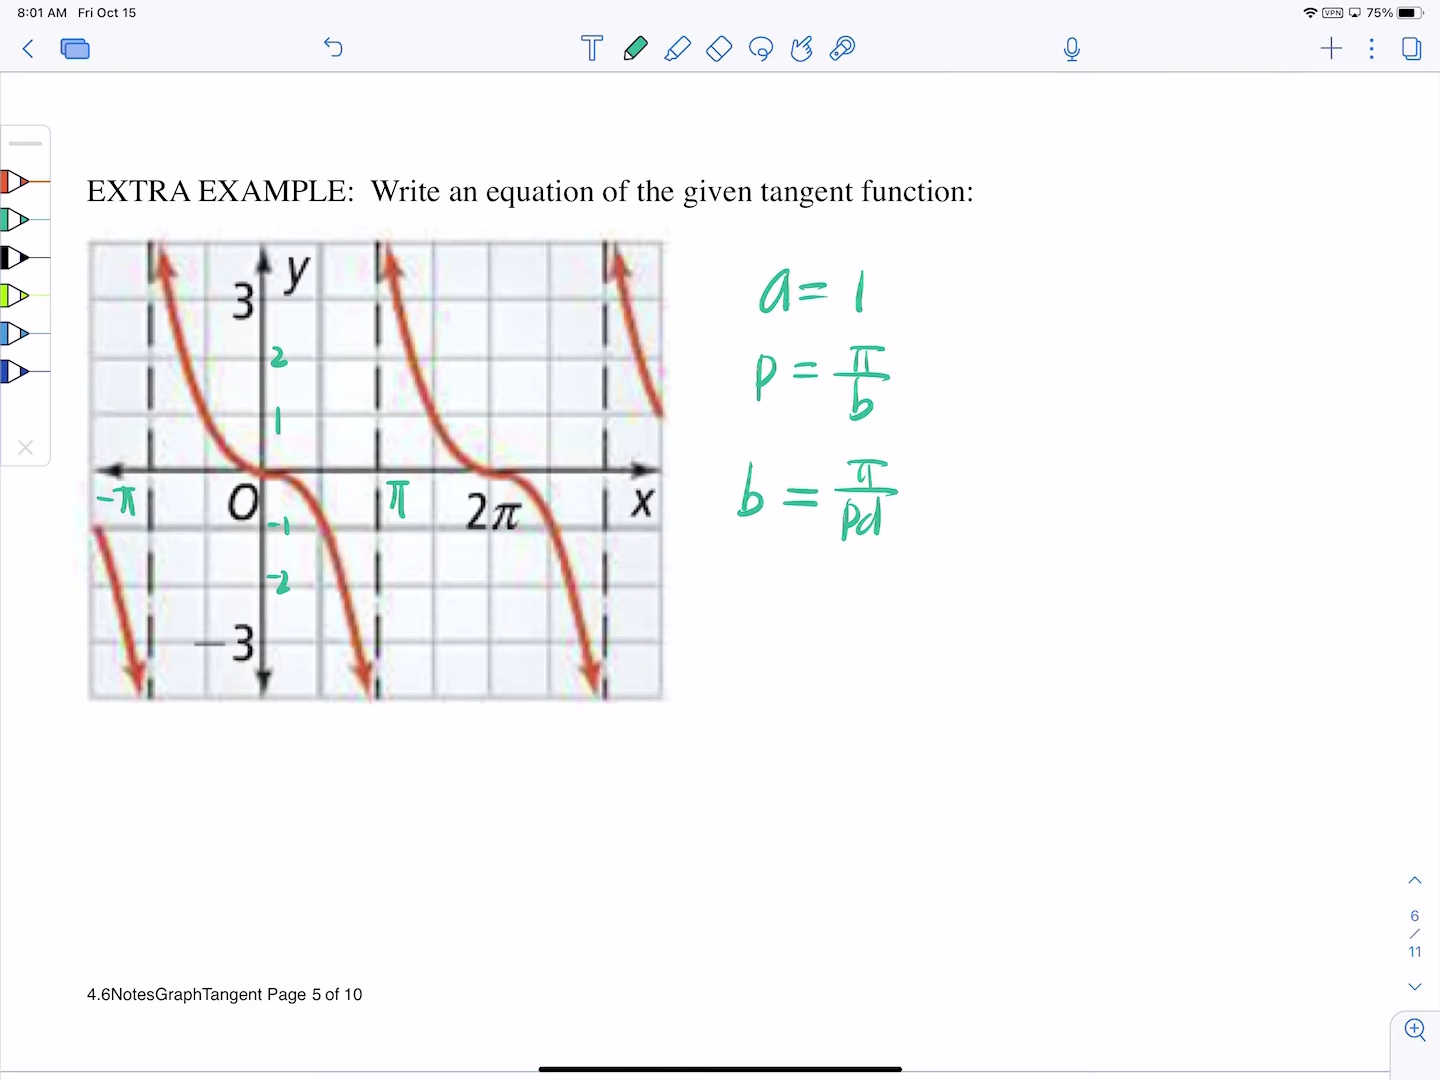 8:01 AM Fri Oct 15
VPN 75%
T
EXTRA EXAMPLE: Write an equation of the given tangent function:
y
3
2
1
-π
O
π
2π
x
-1
-2
-3
a = 1
p = π/b
b = π/pd
6
/
11
4.6NotesGraphTangent Page 5 of 10